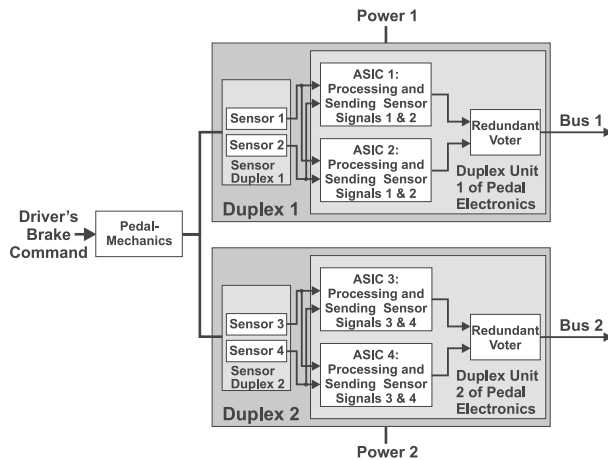 Power 1
ASIC 1:
Processing and
Sending Sensor
Signals 1 & 2
Sensor 1
Sensor 2
Sensor
Duplex 1
ASIC 2:
Processing and
Sending Sensor
Signals 1 & 2
Redundant
Voter
Bus 1
Duplex Unit
1 of Pedal
Electronics
Duplex 1
Driver's
Brake
Command
Pedal-
Mechanics
ASIC 3:
Processing and
Sending Sensor
Signals 3 & 4
Sensor 3
Sensor 4
Sensor
Duplex 2
ASIC 4:
Processing and
Sending Sensor
Signals 3 & 4
Redundant
Voter
Bus 2
Duplex Unit
2 of Pedal
Electronics
Duplex 2
Power 2